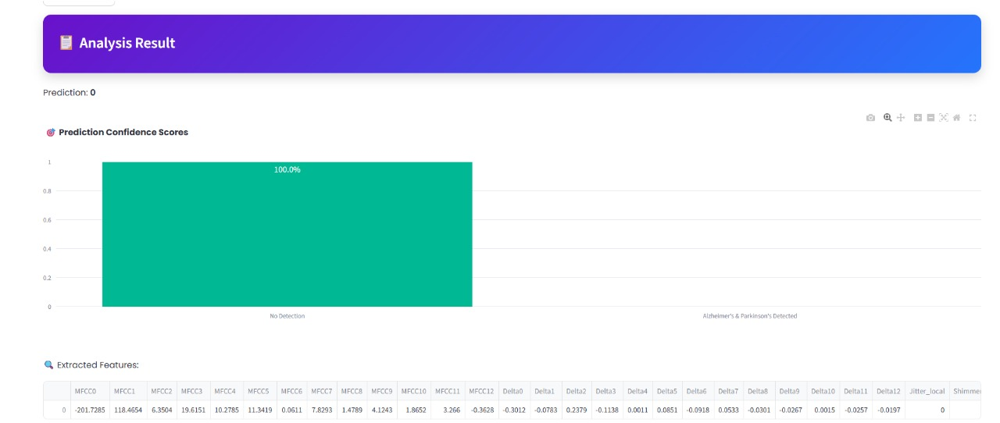 Analysis Result
Prediction: 0
Prediction Confidence Scores
1
100.0%
0.8
0.6
0.4
0.2
0
No Detection
Alzheimer's & Parkinson's Detected
Extracted Features:
MFCC0 MFCC1 MFCC2 MFCC3 MFCC4 MFCC5 MFCC6 MFCC7 MFCC8 MFCC9 MFCC10 MFCC11 MFCC12 Delta0 Delta1 Delta2 Delta3 Delta4 Delta5 Delta6 Delta7 Delta8 Delta9 Delta10 Delta11 Delta12 Jitter_local Shimmer
0 -201.7285 118.4654 6.3504 19.6151 10.2785 11.3419 0.0611 7.8293 1.4789 4.1243 1.8652 3.266 -0.3628 -0.3012 -0.0783 0.2379 -0.1138 0.0011 0.0851 -0.0918 0.0533 -0.0301 -0.0267 0.0015 -0.0257 -0.0197 0